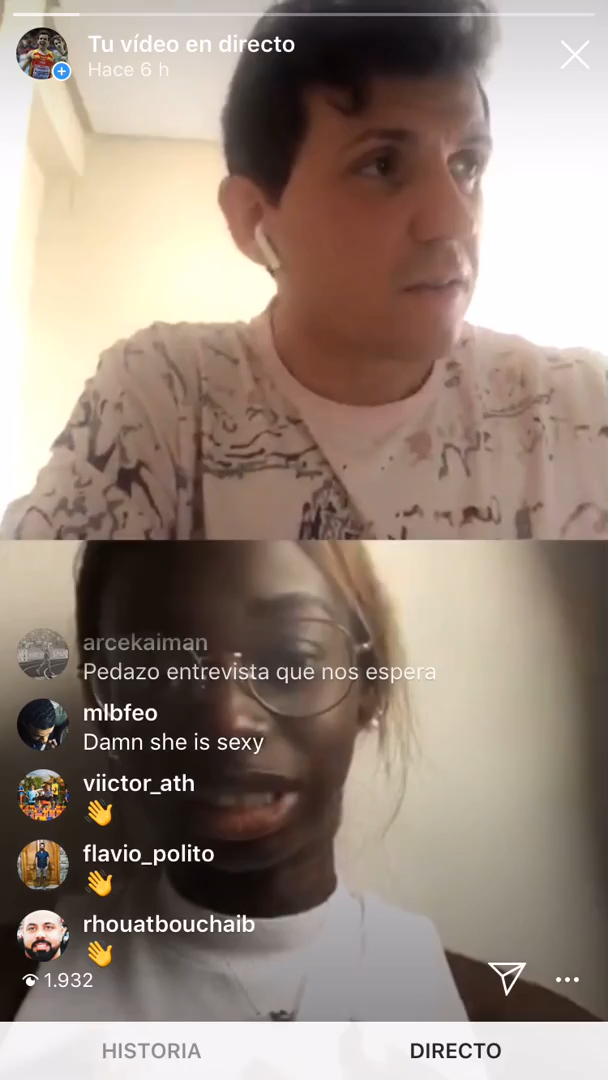 Tu vídeo en directo
Hace 6 h
arcekaiman
Pedazo entrevista que nos espera
mlbfeo
Damn she is sexy
viictor_ath
👋
flavio_polito
👋
rhouatbouchaib
👋
1.932
HISTORIA
DIRECTO